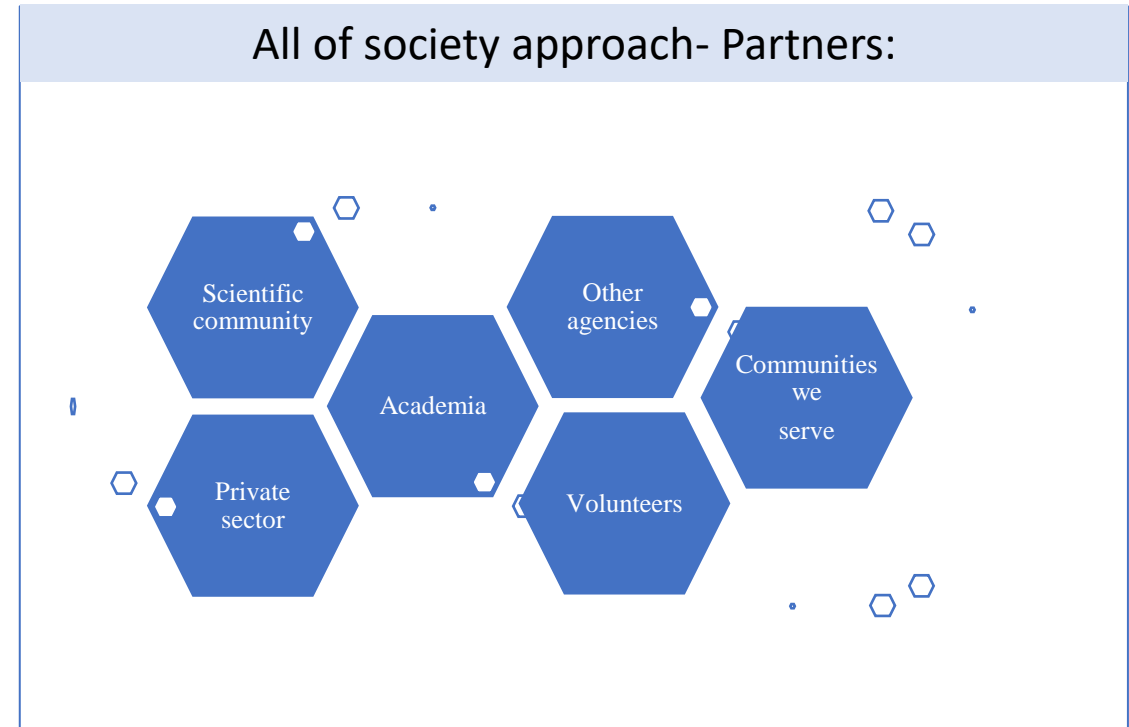 All of society approach- Partners:
Scientific
community
Other
agencies
Academia
Communities
we
serve
Private
sector
Volunteers